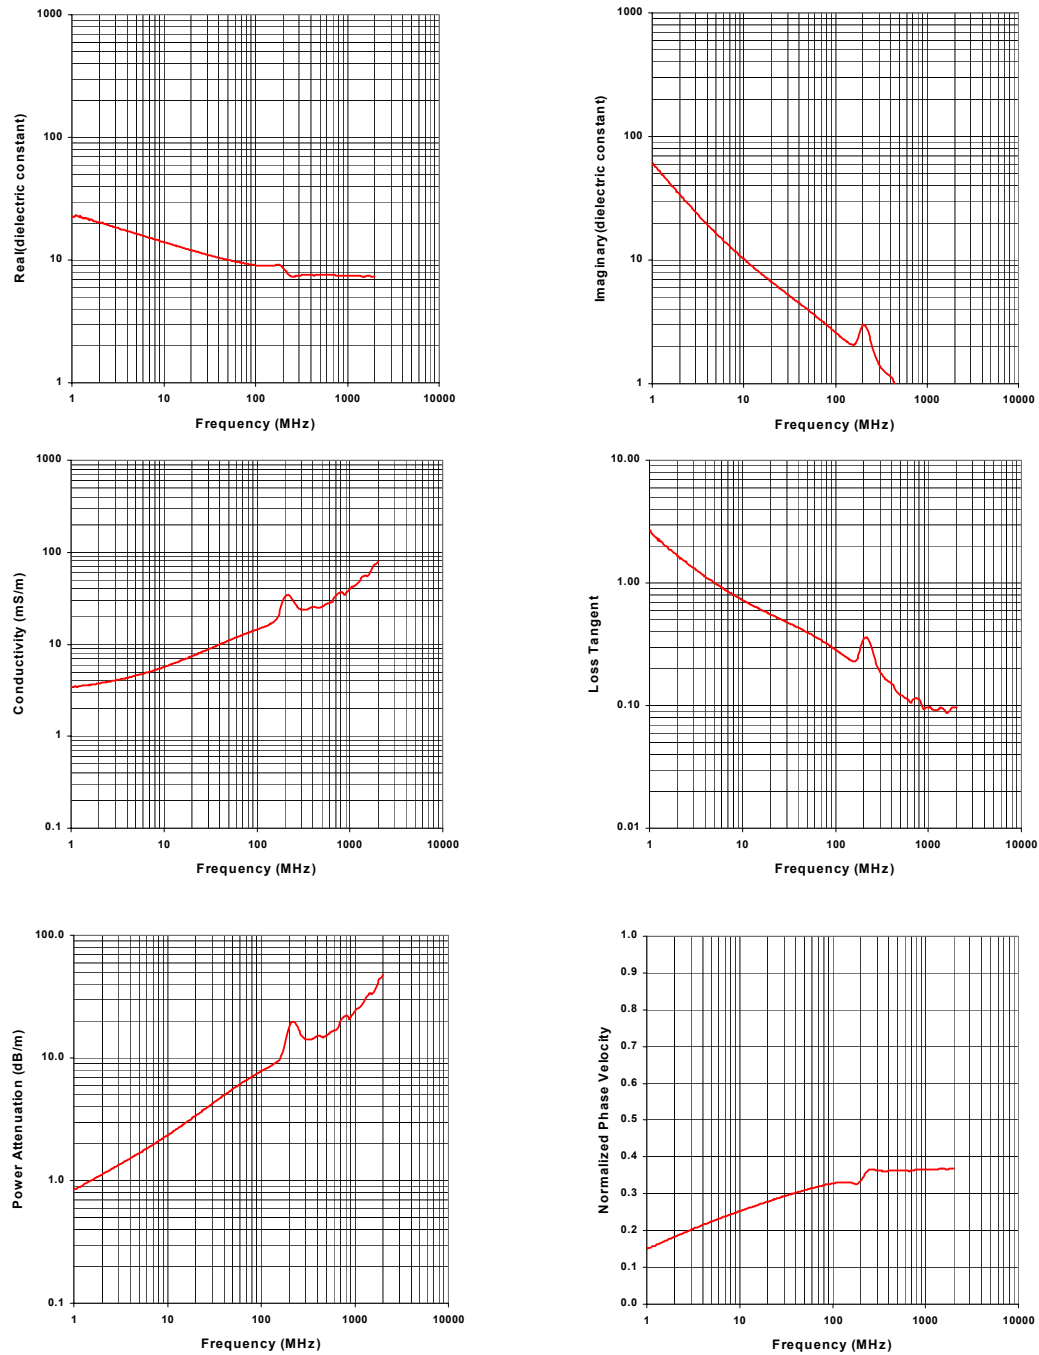 1000
100
10
1
1 10 100 1000 10000
Real(dielectric constant)
Frequency (MHz)
1000
100
10
1
1 10 100 1000 10000
Imaginary(dielectric constant)
Frequency (MHz)
1000
100
10
1
0.1
1 10 100 1000 10000
Conductivity (mS/m)
Frequency (MHz)
10.00
1.00
0.10
0.01
1 10 100 1000 10000
Loss Tangent
Frequency (MHz)
100.0
10.0
1.0
0.1
1 10 100 1000 10000
Power Attenuation (dB/m)
Frequency (MHz)
1.0
0.9
0.8
0.7
0.6
0.5
0.4
0.3
0.2
0.1
0.0
1 10 100 1000 10000
Normalized Phase Velocity
Frequency (MHz)